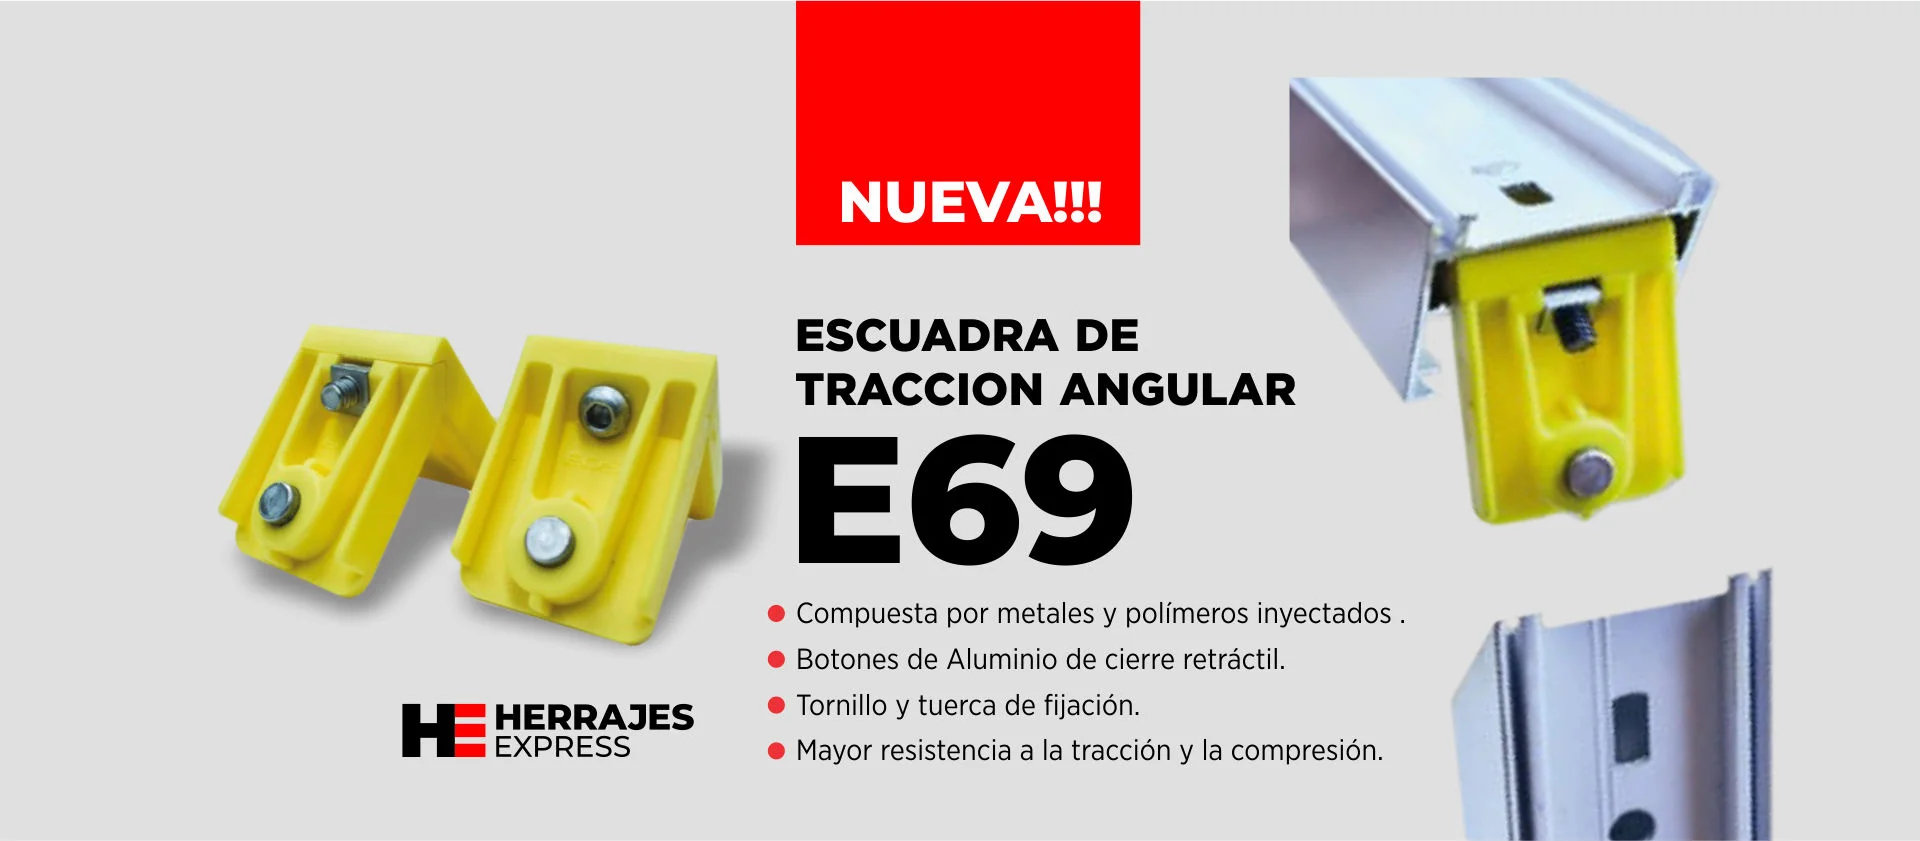 NUEVA!!!
ESCUADRA DE
TRACCION ANGULAR
E69
Compuesta por metales y polímeros inyectados .
Botones de Aluminio de cierre retráctil.
Tornillo y tuerca de fijación.
Mayor resistencia a la tracción y la compresión.
HE HERRAJES
EXPRESS